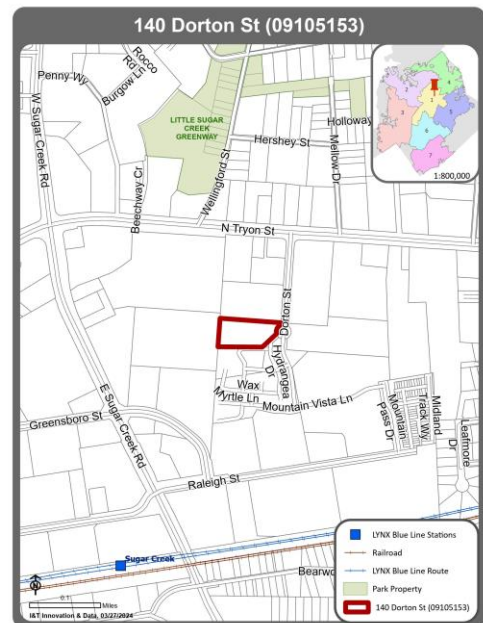 140 Dorton St (09105153)
Rocco Rd
Penny Wy
Burgow Ln
W Sugar Creek Rd
LITTLE SUGAR
CREEK
GREENWAY
Holloway
Hershey St
Mellow Dr
Beechway Cr
Wellingford St
1:800,000
N Tryon St
Dorton St
Hydrangea Dr
Wax
Myrtle Ln
Mountain Vista Ln
Mountain
Pass Dr
Track Wy
Midland
Leafmore
Dr
E Sugar Creek Rd
Greensboro St
Raleigh St
Sugar Creek
Bearwo
LYNX Blue Line Stations
Railroad
LYNX Blue Line Route
Park Property
140 Dorton St (09105153)
0.1
Miles
I&T Innovation & Data, 03/27/2024